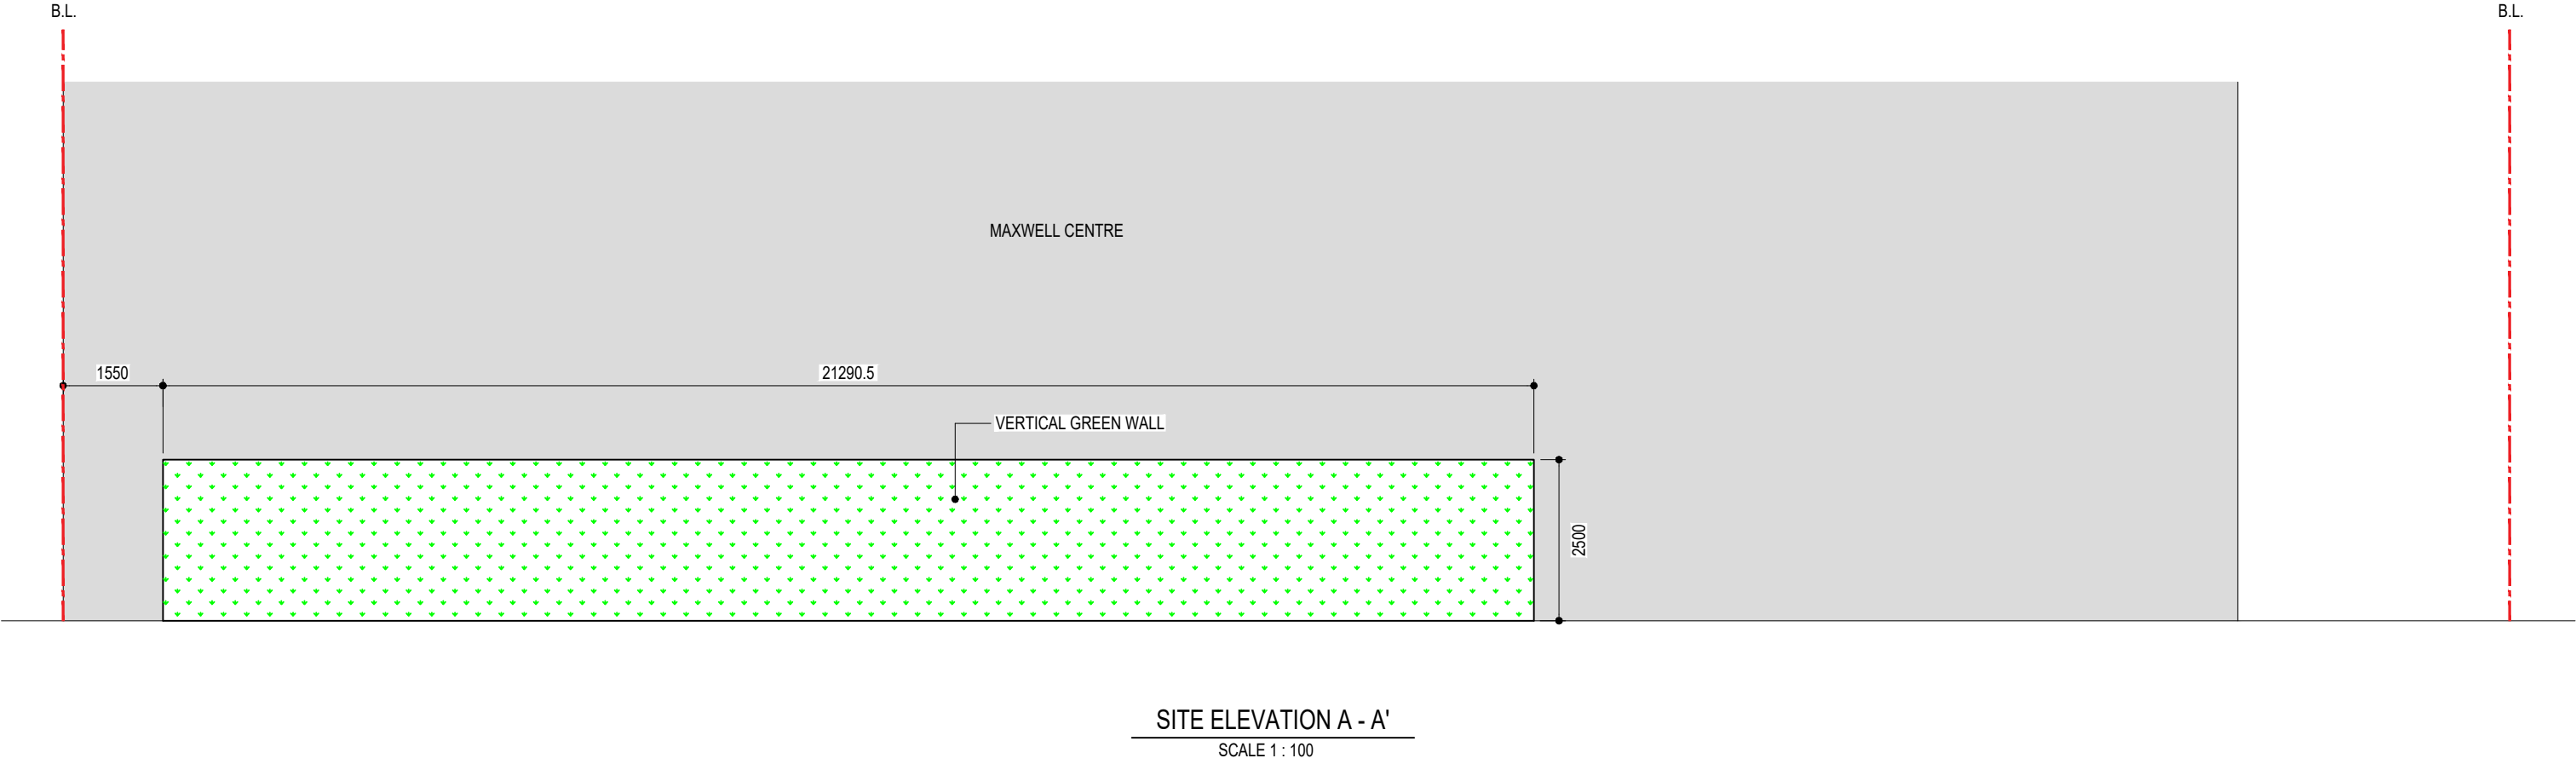 B.L.
B.L.
MAXWELL CENTRE
1550
21290.5
VERTICAL GREEN WALL
2500
SITE ELEVATION A - A'
SCALE 1 : 100